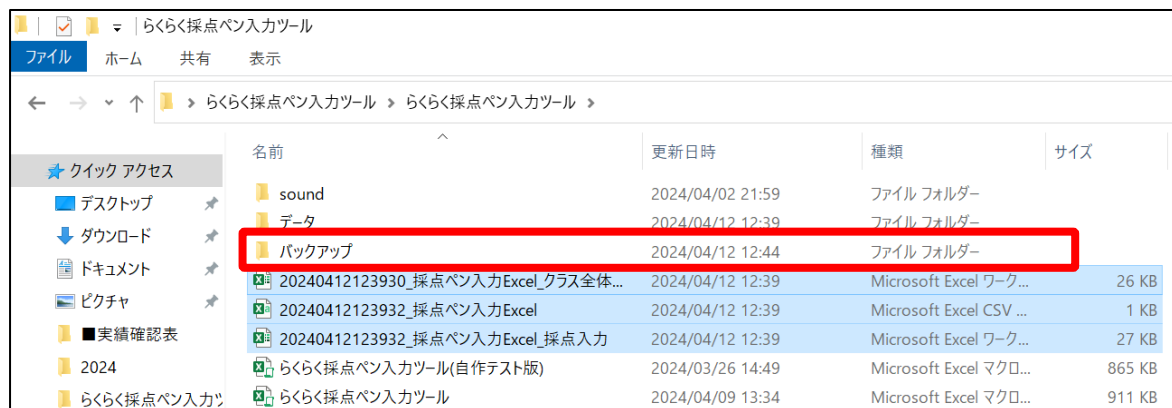 らくらく採点ペン入力ツール
ファイル ホーム 共有 表示
らくらく採点ペン入力ツール › らくらく採点ペン入力ツール ›
名前 更新日時 種類 サイズ
クイック アクセス
sound 2024/04/02 21:59 ファイル フォルダー
デスクトップ
データ 2024/04/12 12:39 ファイル フォルダー
ダウンロード
バックアップ 2024/04/12 12:44 ファイル フォルダー
ドキュメント
20240412123930_採点ペン入力Excel_クラス全体... 2024/04/12 12:39 Microsoft Excel ワーク... 26 KB
ピクチャ
20240412123932_採点ペン入力Excel 2024/04/12 12:39 Microsoft Excel CSV ... 1 KB
■実績確認表
20240412123932_採点ペン入力Excel_採点入力 2024/04/12 12:39 Microsoft Excel ワーク... 27 KB
2024
らくらく採点ペン入力ツール(自作テスト版) 2024/03/26 14:49 Microsoft Excel マクロ... 865 KB
らくらく採点ペン入力ツ
らくらく採点ペン入力ツール 2024/04/09 13:34 Microsoft Excel マクロ... 911 KB